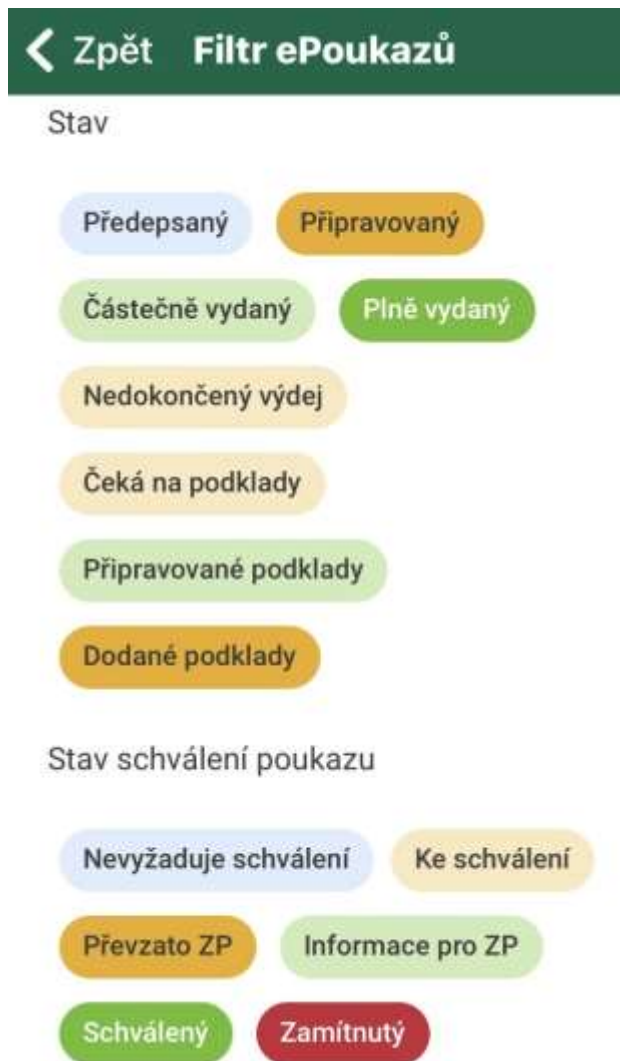 Zpět Filtr ePoukazů
Stav
Předepsaný Připravovaný
Částečně vydaný Plně vydaný
Nedokončený výdej
Čeká na podklady
Připravované podklady
Dodané podklady
Stav schválení poukazu
Nevyžaduje schválení Ke schválení
Převzato ZP Informace pro ZP
Schválený Zamítnutý